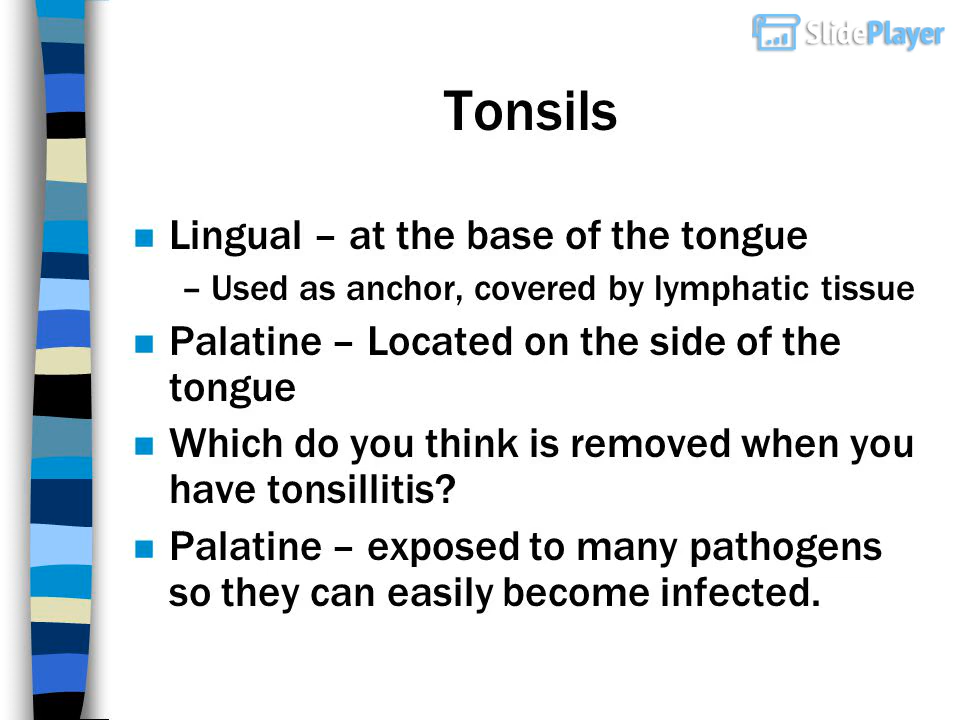 SlidePlayer
Tonsils
Lingual – at the base of the tongue
– Used as anchor, covered by lymphatic tissue
Palatine – Located on the side of the
tongue
Which do you think is removed when you
have tonsillitis?
Palatine – exposed to many pathogens
so they can easily become infected.